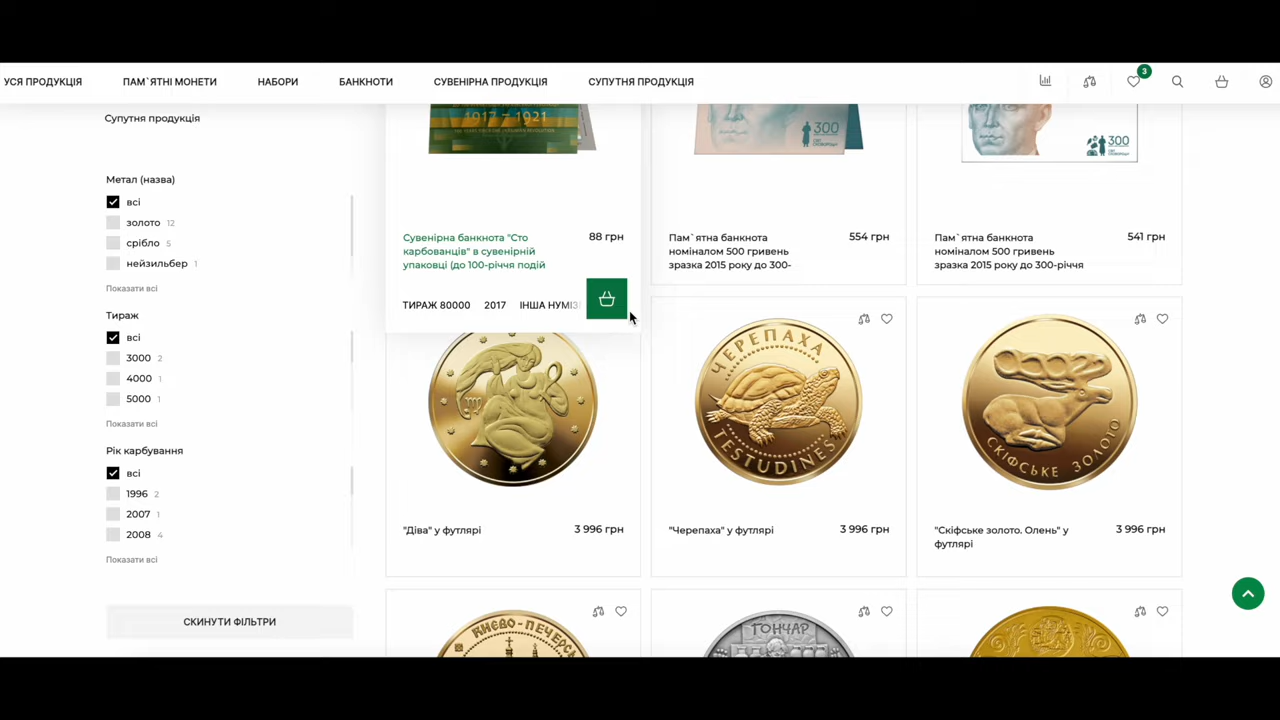 УСЯ ПРОДУКЦІЯ
ПАМ`ЯТНІ МОНЕТИ
НАБОРИ
БАНКНОТИ
СУВЕНІРНА ПРОДУКЦІЯ
СУПУТНЯ ПРОДУКЦІЯ
3
Супутня продукція
Метал (назва)
всі
золото 12
срібло 5
нейзильбер 1
Показати всі
Тираж
всі
3000 2
4000 1
5000 1
Показати всі
Рік карбування
всі
1996 2
2007 1
2008 4
Показати всі
СКИНУТИ ФІЛЬТРИ
1917 – 1921
Сувенірна банкнота "Сто
карбованців" в сувенірній
упаковці (до 100-річчя подій
88 грн
ТИРАЖ 80000
2017
ІНША НУМІЗ
300
Пам`ятна банкнота
номіналом 500 гривень
зразка 2015 року до 300-
554 грн
300
Пам`ятна банкнота
номіналом 500 гривень
зразка 2015 року до 300-річчя
541 грн
"Діва" у футлярі
3 996 грн
ЧЕРЕПАХА
TESTUDINES
"Черепаха" у футлярі
3 996 грн
СКІФСЬКЕ ЗОЛОТО
"Скіфське золото. Олень" у
футлярі
3 996 грн
КИЄВО-ПЕЧЕРС
ГОНЧАР